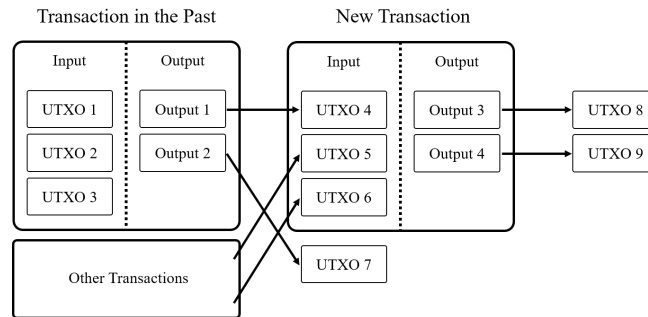 Transaction in the Past
New Transaction
Input
Output
Input
Output
UTXO 1
Output 1
UTXO 4
Output 3
UTXO 8
UTXO 2
Output 2
UTXO 5
Output 4
UTXO 9
UTXO 3
UTXO 6
Other Transactions
UTXO 7